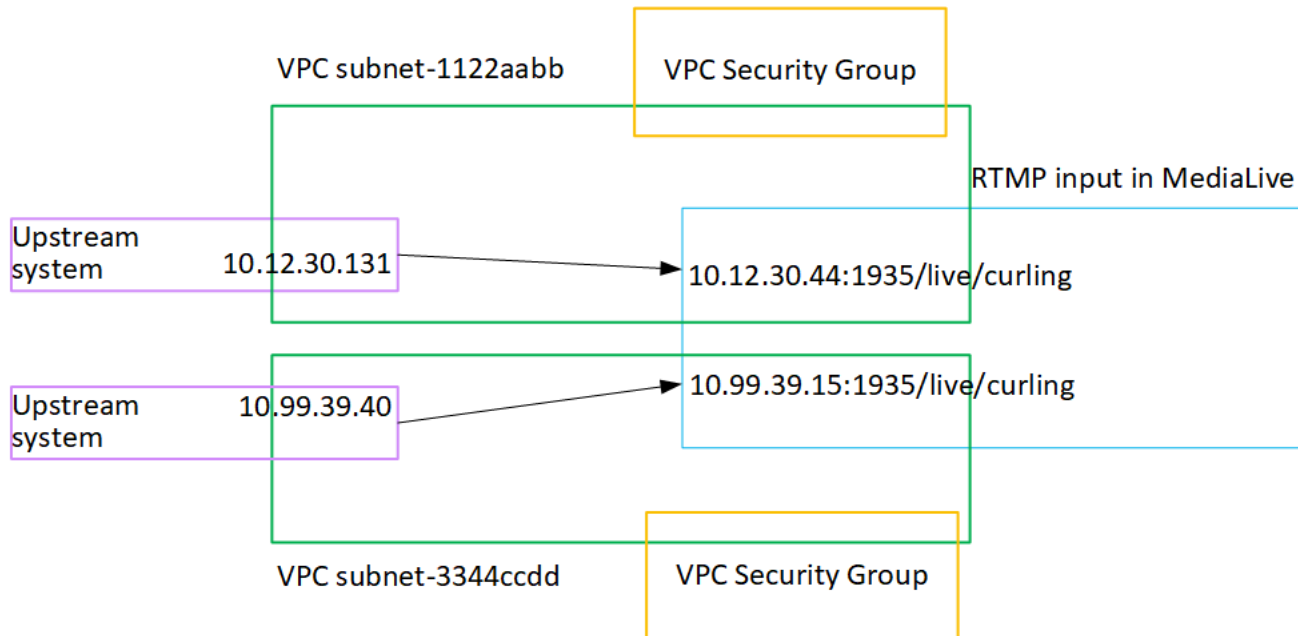 VPC subnet-1122aabb
VPC Security Group
RTMP input in MediaLive
Upstream
system
10.12.30.131
10.12.30.44:1935/live/curling
Upstream
system
10.99.39.40
10.99.39.15:1935/live/curling
VPC subnet-3344ccdd
VPC Security Group